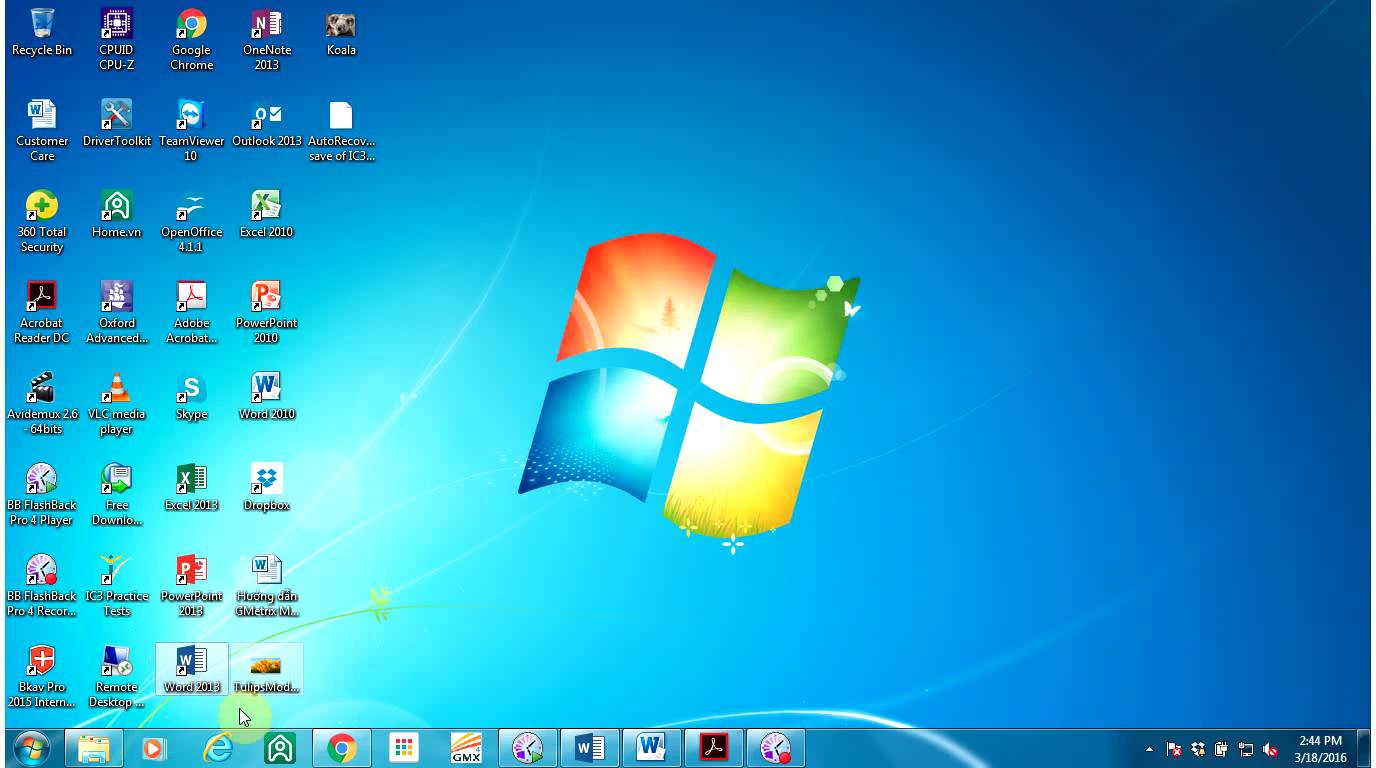 Recycle Bin
CPUID
CPU-Z
Google
Chrome
OneNote
2013
Koala
Customer
Care
DriverToolkit
TeamViewer
10
Outlook 2013
AutoRecov...
save of IC3...
360 Total
Security
Home.vn
OpenOffice
4.1.1
Excel 2010
Acrobat
Reader DC
Oxford
Advanced...
Adobe
Acrobat...
PowerPoint
2010
Avidemux 2.6
- 64bits
VLC media
player
Skype
Word 2010
BB FlashBack
Pro 4 Player
Free
Downlo...
Excel 2013
Dropbox
BB FlashBack
Pro 4 Recor...
IC3 Practice
Tests
PowerPoint
2013
Hướng dẫn
GMetrix M...
Bkav Pro
2015 Intern...
Remote
Desktop ...
Word 2013
TulipsMod...
GMX
4
2:44 PM
3/18/2016